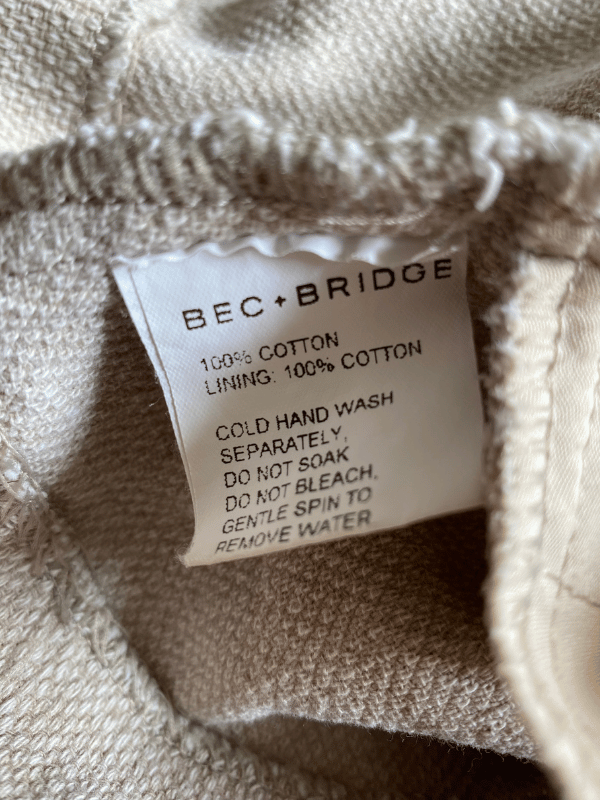 BEC+BRIDGE
100% COTTON
LINING: 100% COTTON
COLD HAND WASH
SEPARATELY,
DO NOT SOAK
DO NOT BLEACH,
GENTLE SPIN TO
REMOVE WATER